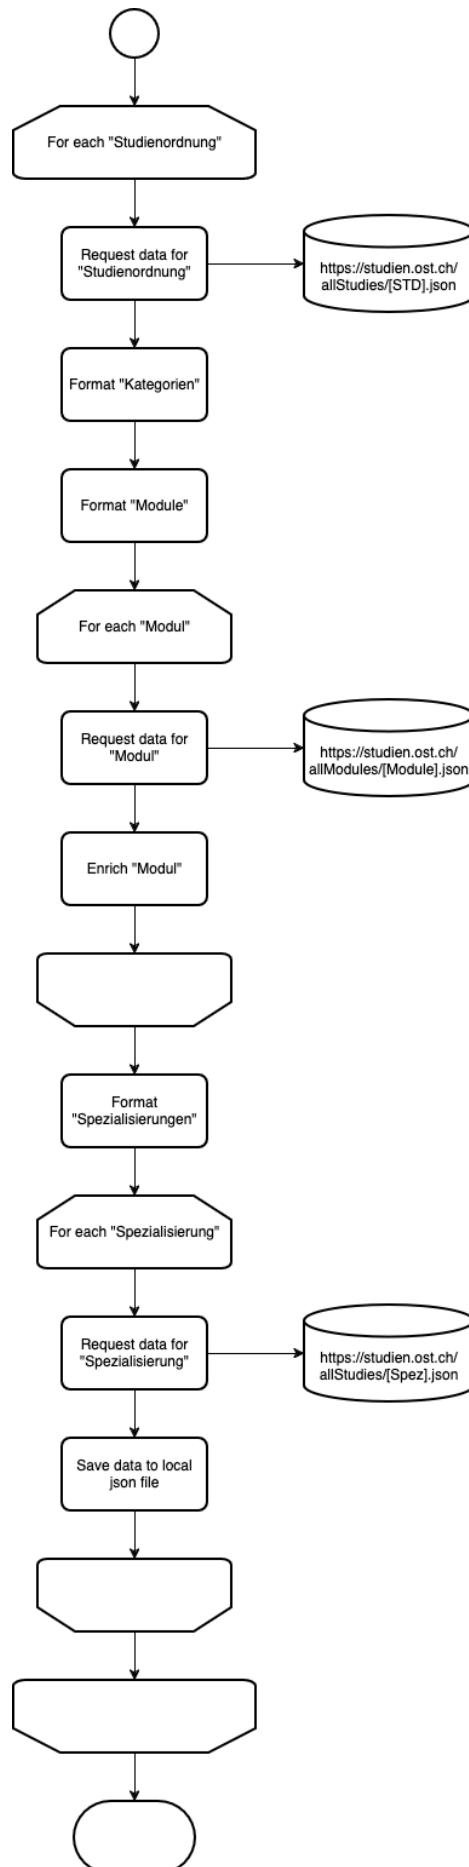 For each "Studienordnung"
Request data for
"Studienordnung"
https://studien.ost.ch/
allStudies/[STD].json
Format "Kategorien"
Format "Module"
For each "Modul"
Request data for
"Modul"
https://studien.ost.ch/
allModules/[Module].json
Enrich "Modul"
Format
"Spezialisierungen"
For each "Spezialisierung"
Request data for
"Spezialisierung"
https://studien.ost.ch/
allStudies/[Spez].json
Save data to local
json file